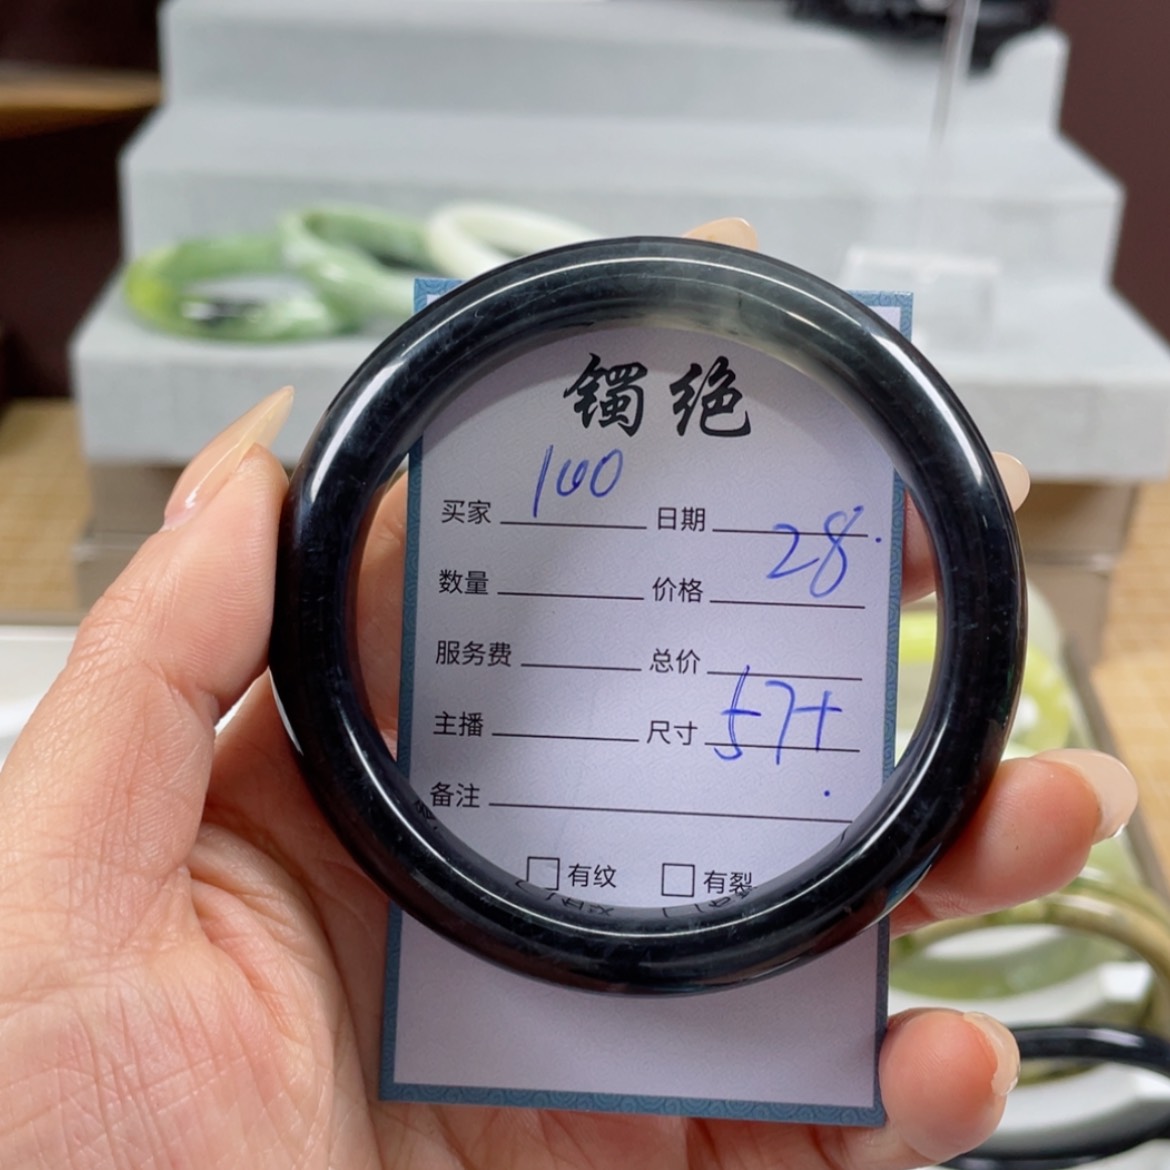 镯绝
100
买家 日期
28.
数量 价格
服务费 总价
57+
主播 尺寸
备注
有纹 有裂